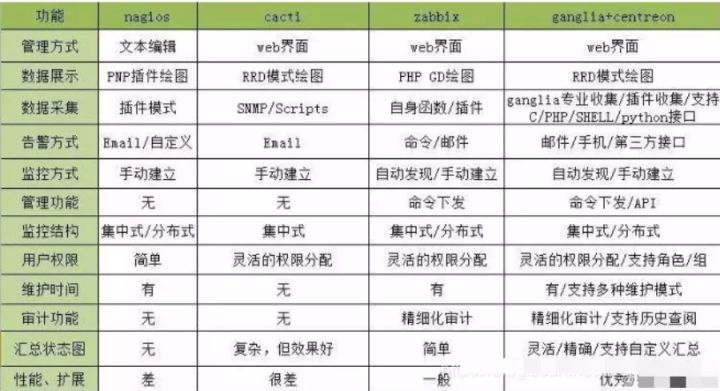 功能 nagios cacti zabbix ganglia+centreon
管理方式 文本编辑 web界面 web界面 web界面
数据展示 PNP插件绘图 RRD模式绘图 PHP GD绘图 RRD模式绘图
数据采集 插件模式 SNMP/Scripts 自身函数/插件 ganglia专业收集/插件收集/支持
C/PHP/SHELL/python接口
告警方式 Email/自定义 Email 命令/邮件 邮件/手机/第三方接口
监控方式 手动建立 手动建立 自动发现/手动建立 自动发现/手动建立
管理功能 无 无 命令下发 命令下发/API
监控结构 集中式/分布式 集中式 集中式/分布式 集中式/分布式
用户权限 简单 灵活的权限分配 灵活的权限分配 灵活的权限分配/支持角色/组
维护时间 有 无 有 有/支持多种维护模式
审计功能 无 无 精细化审计 精细化审计/支持历史查阅
汇总状态图 无 复杂，但效果好 简单 灵活/精确/支持自定义汇总
性能、扩展 差 很差 一般 优秀